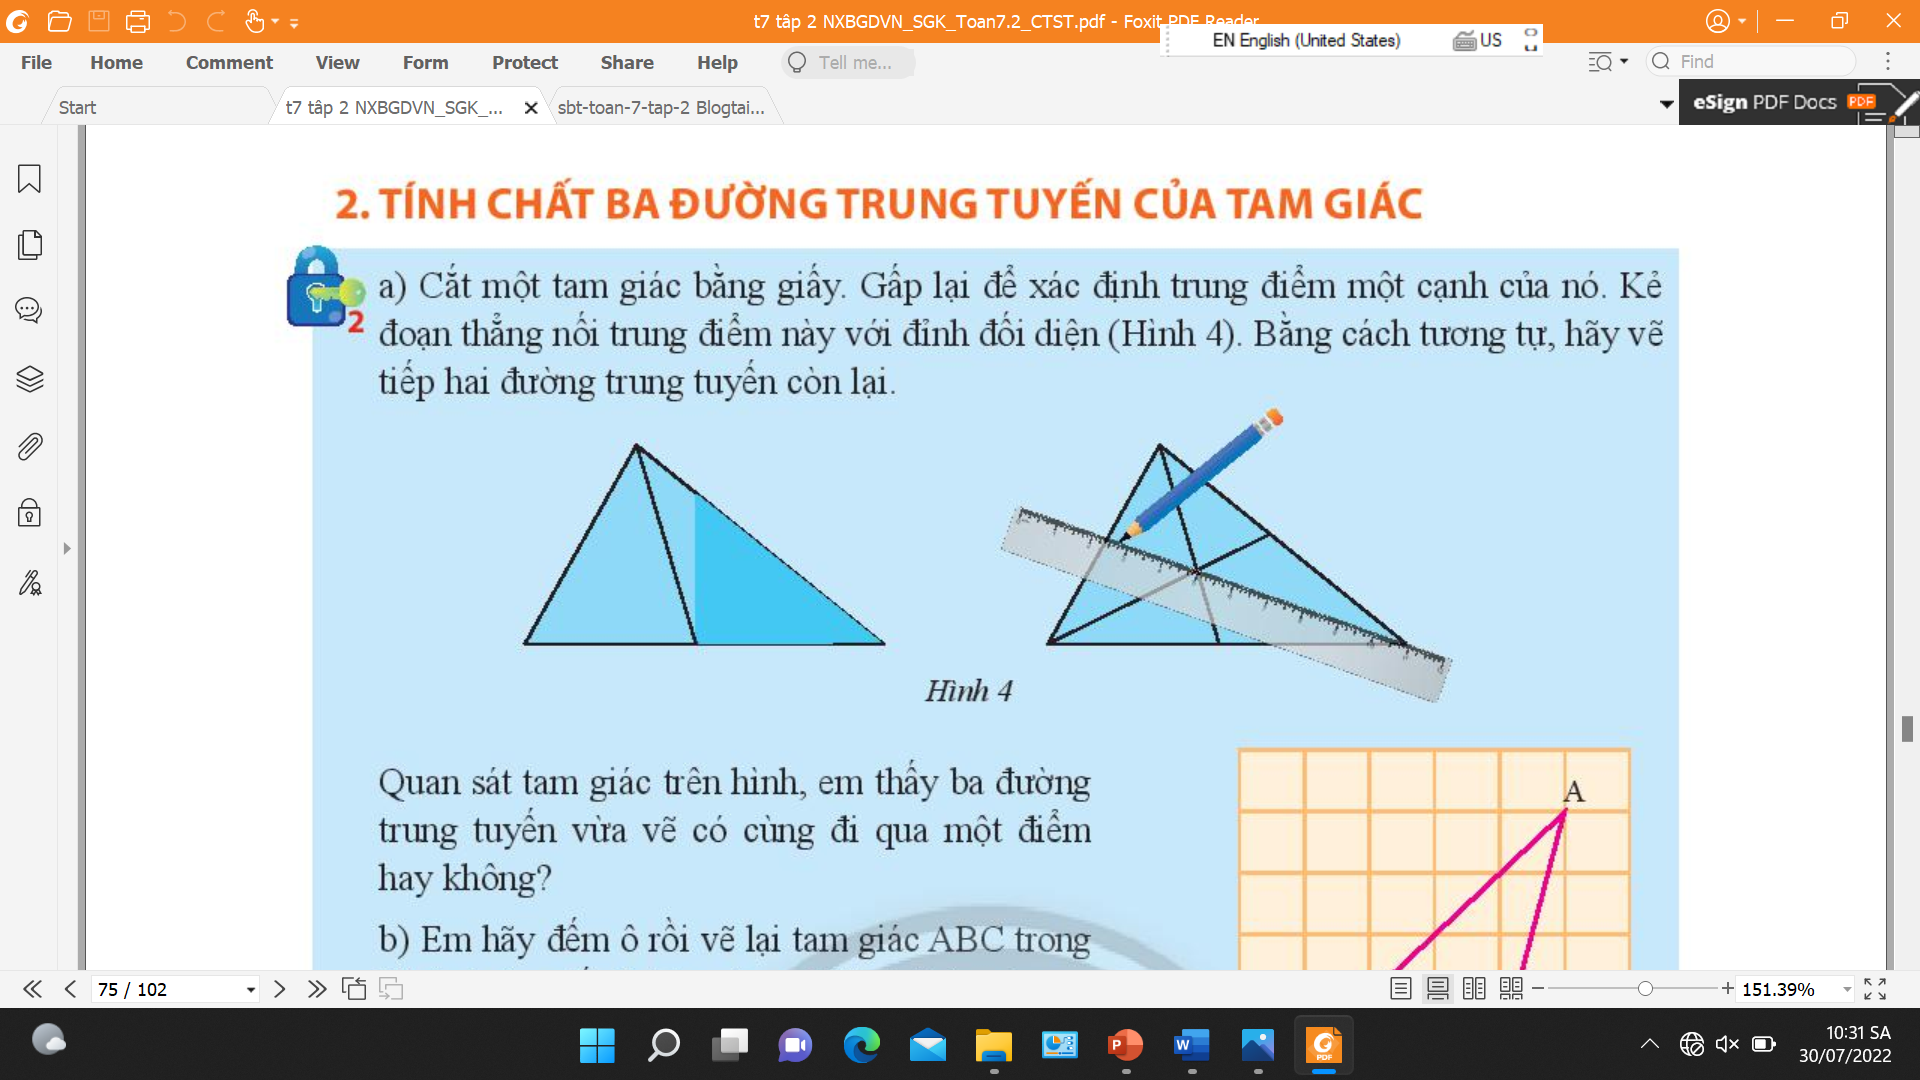 t7 tâp 2 NXBGDVN_SGK_Toan7.2_CTST.pdf - Foxit PDF Reader
EN English (United States) US
File Home Comment View Form Protect Share Help Tell me... Find
Start t7 tâp 2 NXBGDVN_SGK_... sbt-toan-7-tap-2 Blogtai... eSign PDF Docs PDF
2. TÍNH CHẤT BA ĐƯỜNG TRUNG TUYẾN CỦA TAM GIÁC
2
a) Cắt một tam giác bằng giấy. Gấp lại để xác định trung điểm một cạnh của nó. Kẻ
đoạn thẳng nối trung điểm này với đỉnh đối diện (Hình 4). Bằng cách tương tự, hãy vẽ
tiếp hai đường trung tuyến còn lại.
Hình 4
Quan sát tam giác trên hình, em thấy ba đường
trung tuyến vừa vẽ có cùng đi qua một điểm
hay không?
A
b) Em hãy đếm ô rồi vẽ lại tam giác ABC trong
75 / 102 151.39%
10:31 SA
30/07/2022